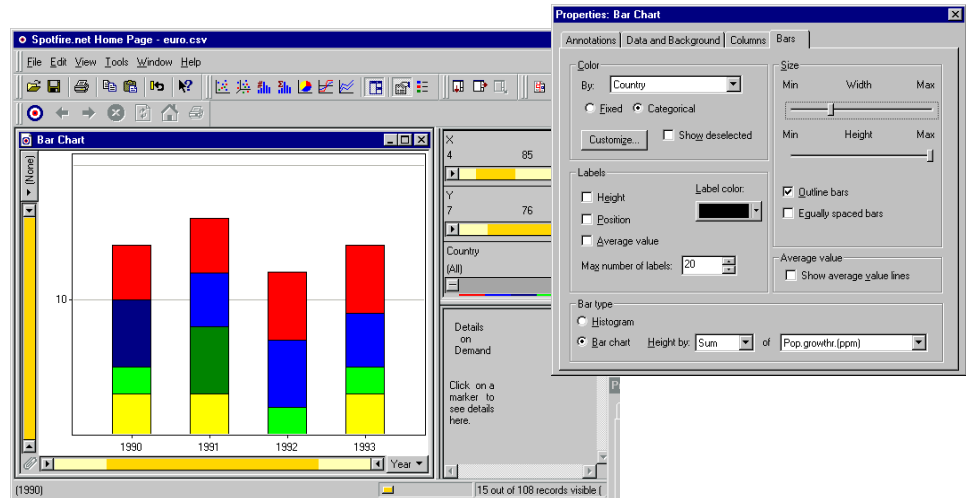 Spotfire.net Home Page - euro.csv
File Edit View Tools Window Help
Bar Chart
(None)
10
1990 1991 1992 1993
Year
X
4 85
Y
7 76
Country
(All)
Details
on
Demand
Click on a
marker to
see details
here.
(1990)
15 out of 108 records visible (
Properties: Bar Chart
Annotations Data and Background Columns Bars
Color
By: Country
Fixed Categorical
Customize... Show deselected
Labels
Height
Position
Average value
Label color:
Max number of labels: 20
Size
Min Width Max
Min Height Max
Outline bars
Equally spaced bars
Average value
Show average value lines
Bar type
Histogram
Bar chart Height by: Sum of Pop.growthr.(ppm)